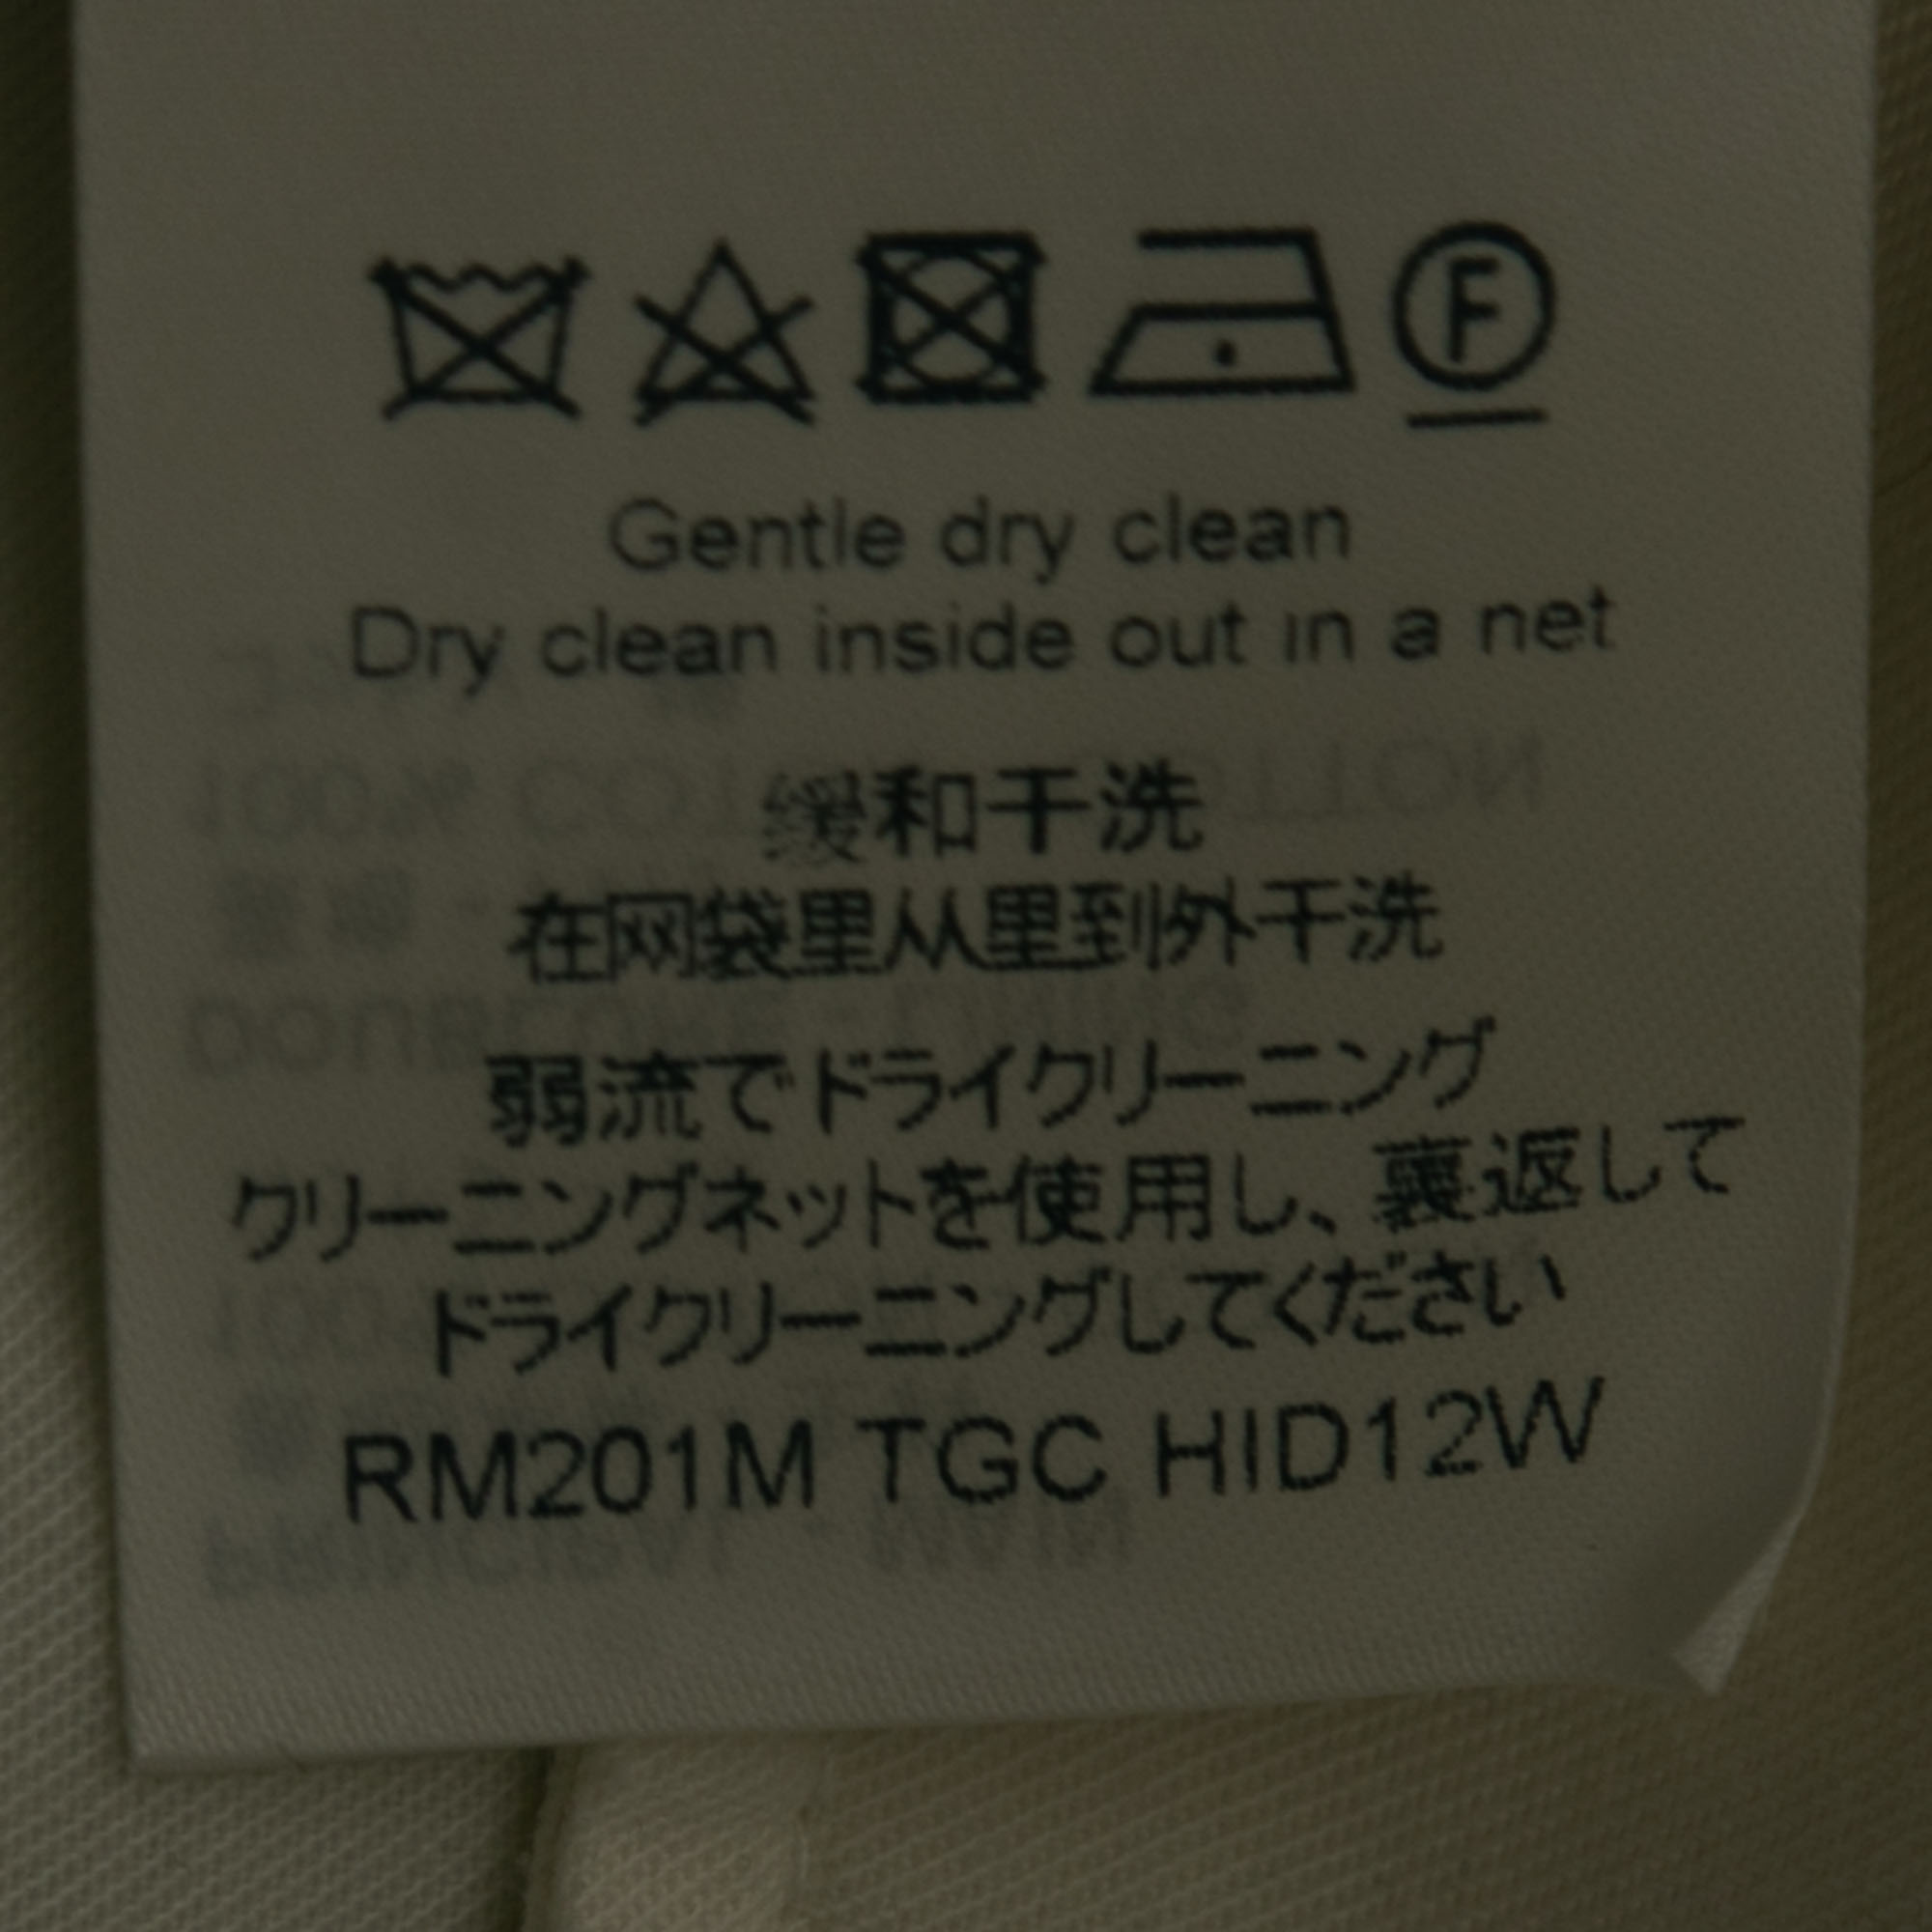 F
Gentle dry clean
Dry clean inside out in a net
缓和干洗
在网袋里从里到外干洗
弱流でドライクリーニング
クリーニングネットを使用し、裏返して
ドライクリーニングしてください
RM201M TGC HID12W